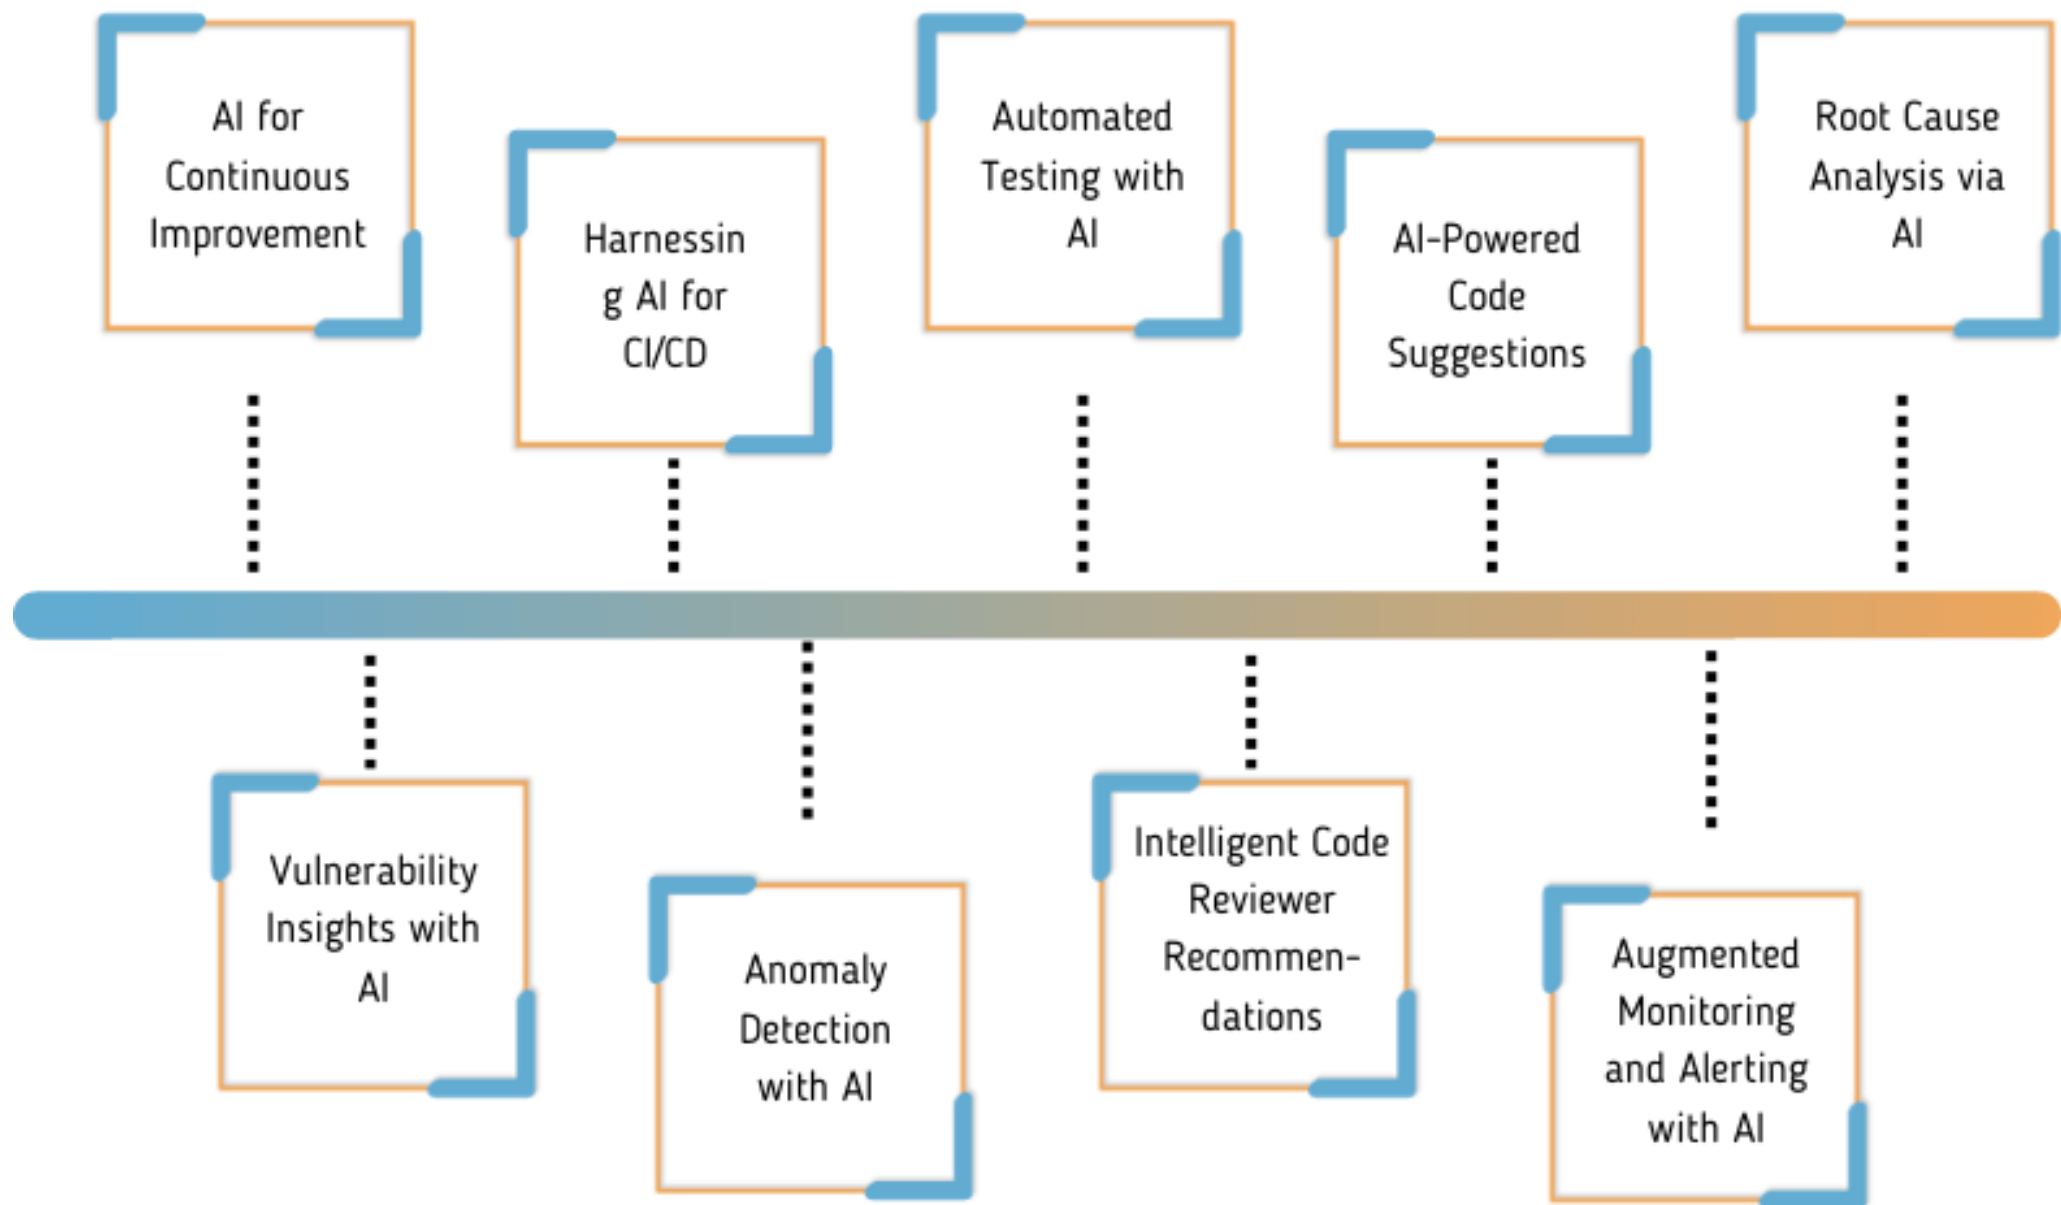 AI for
Continuous
Improvement
Harnessin
g AI for
CI/CD
Automated
Testing with
AI
AI-Powered
Code
Suggestions
Root Cause
Analysis via
AI
Vulnerability
Insights with
AI
Anomaly
Detection
with AI
Intelligent Code
Reviewer
Recommen-
dations
Augmented
Monitoring
and Alerting
with AI